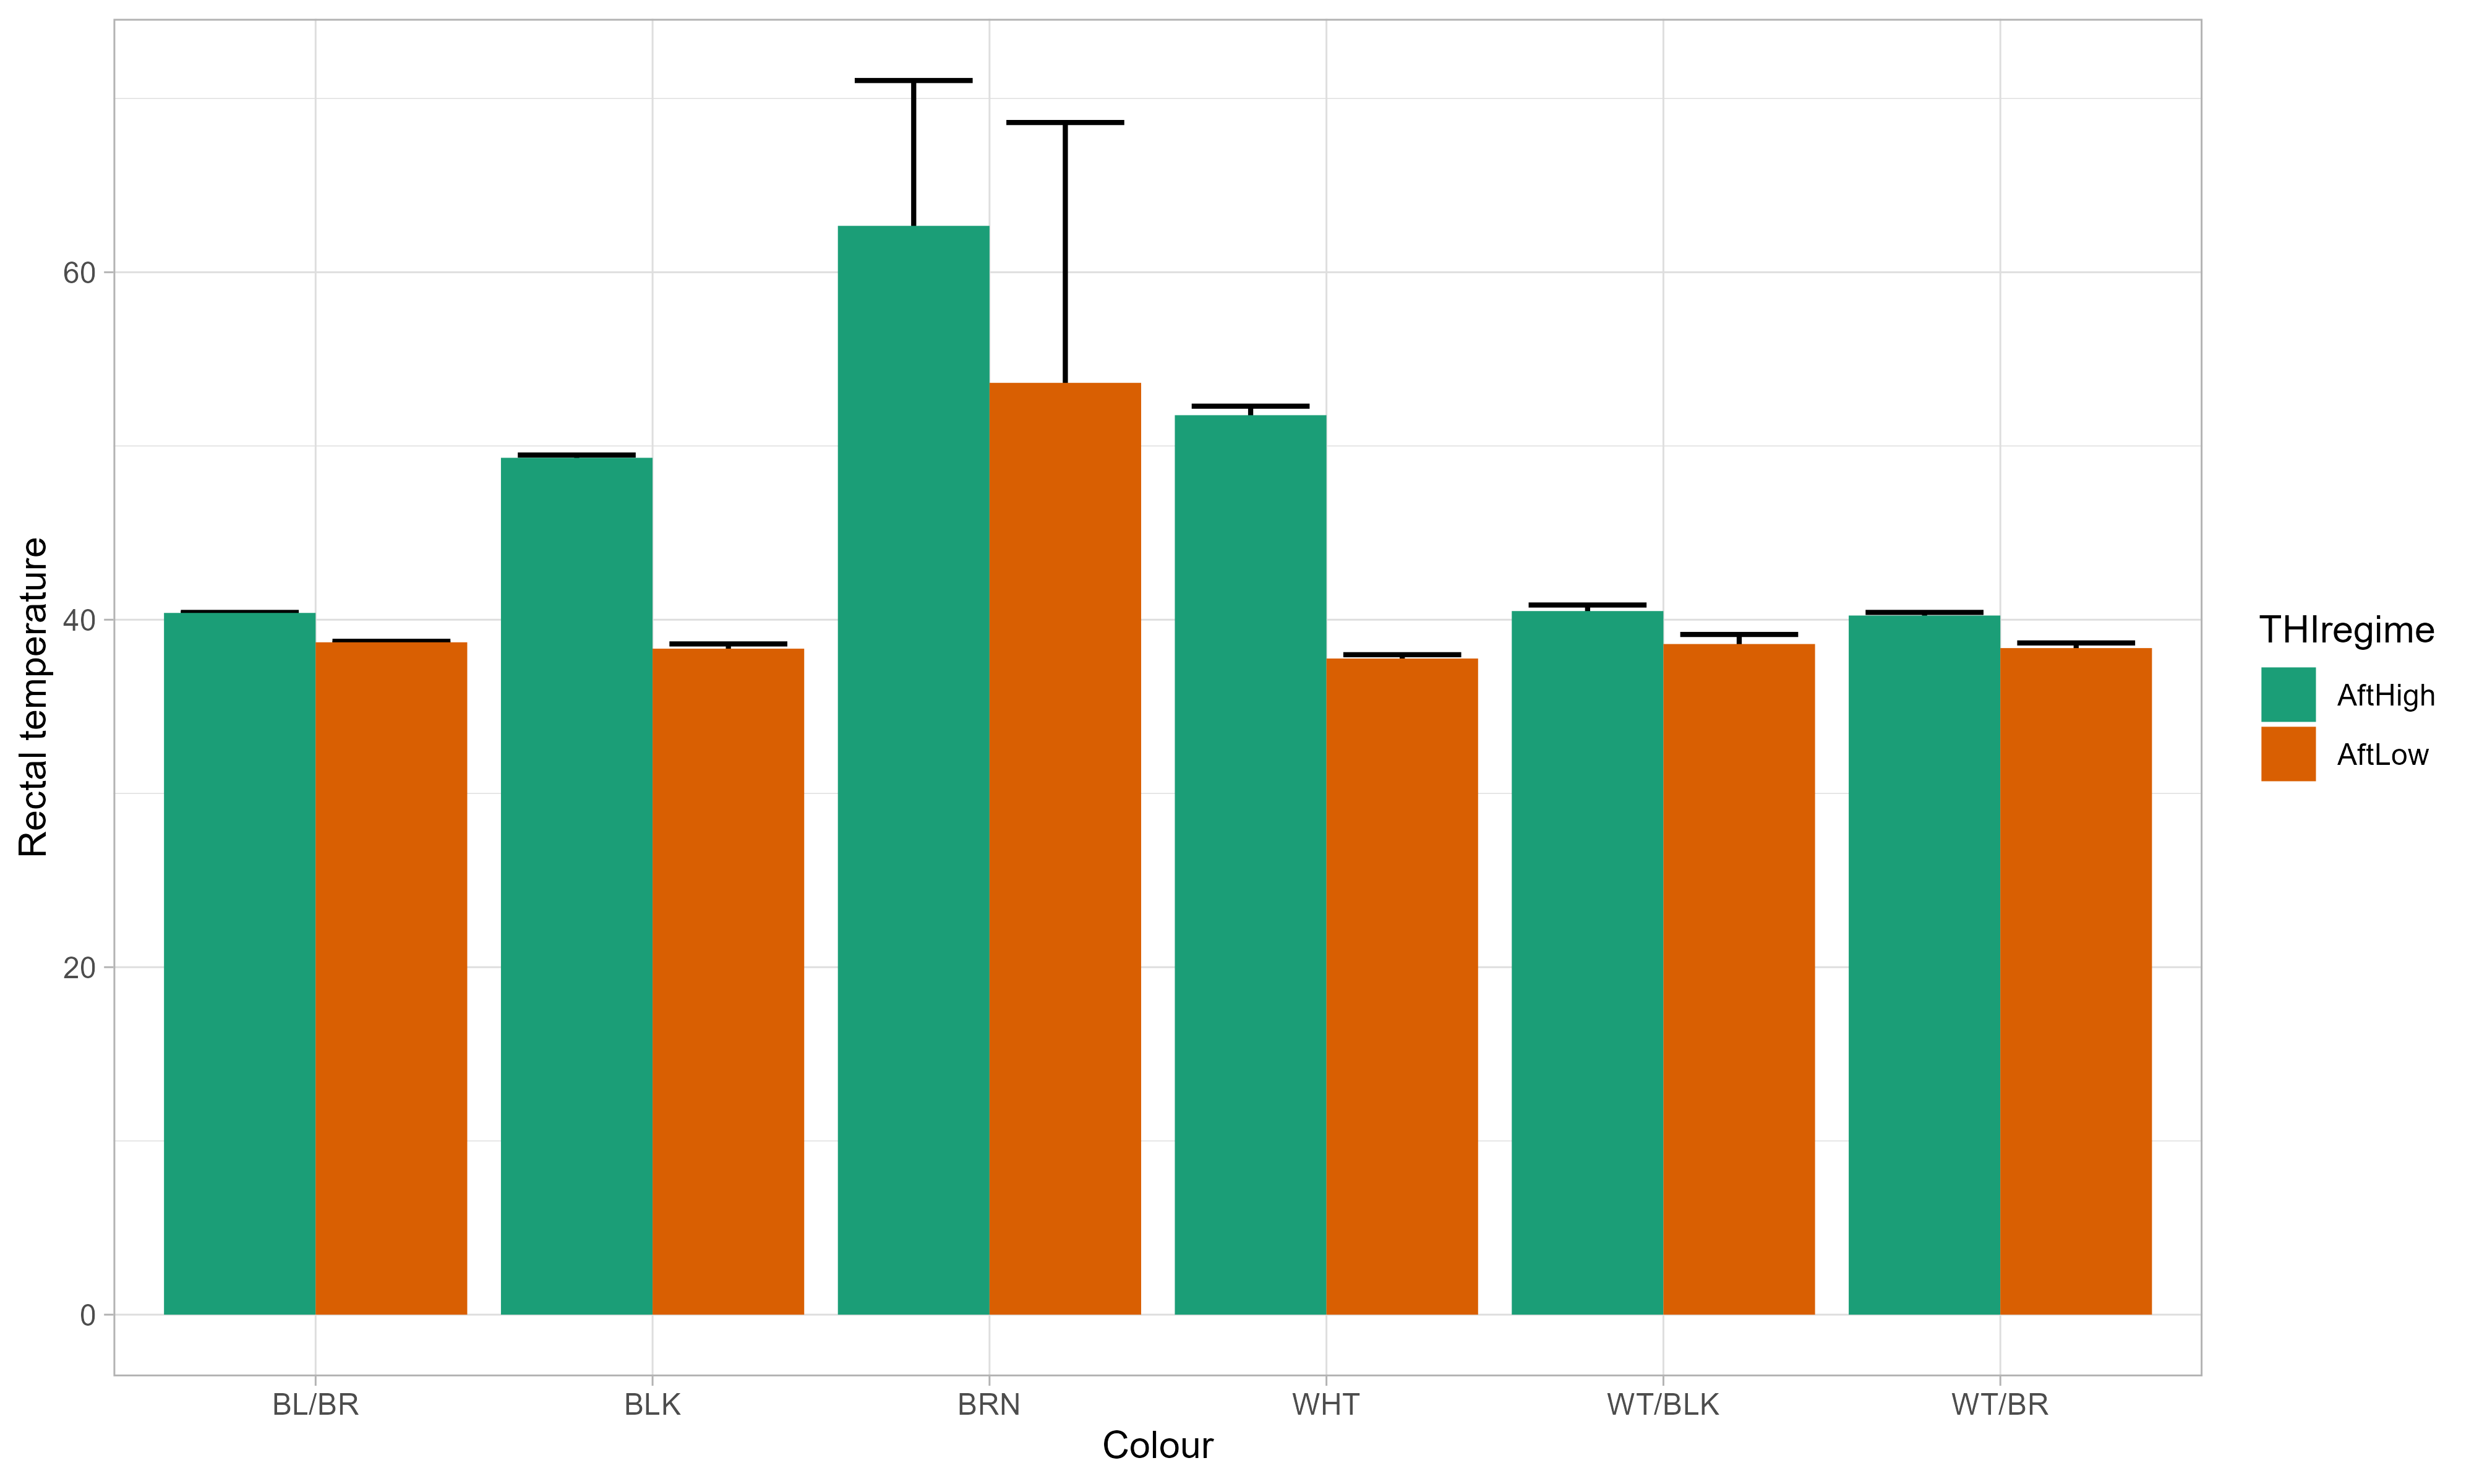 Rectal temperature
60
40
20
0
BL/BR
BLK
BRN
WHT
WT/BLK
WT/BR
Colour
THIregime
AftHigh
AftLow